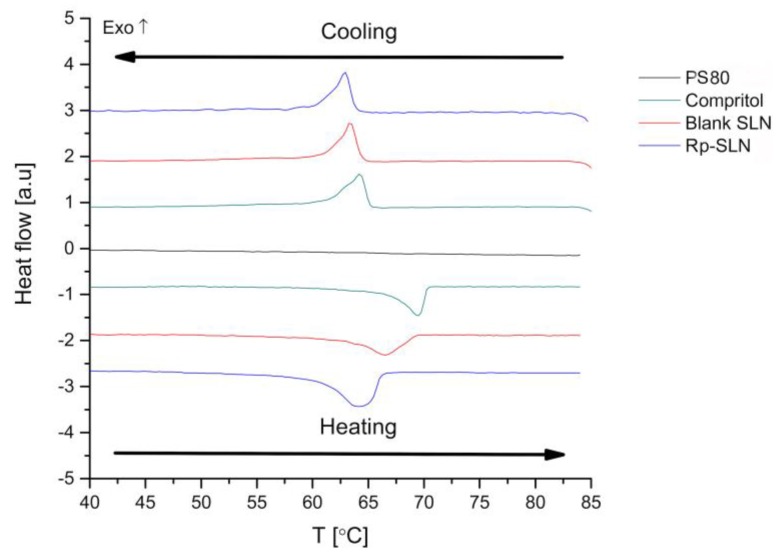 Exo ↑
Cooling
PS80
Compritol
Blank SLN
Rp-SLN
Heat flow [a.u]
5
4
3
2
1
0
-1
-2
-3
-4
-5
Heating
40 45 50 55 60 65 70 75 80 85
T [°C]